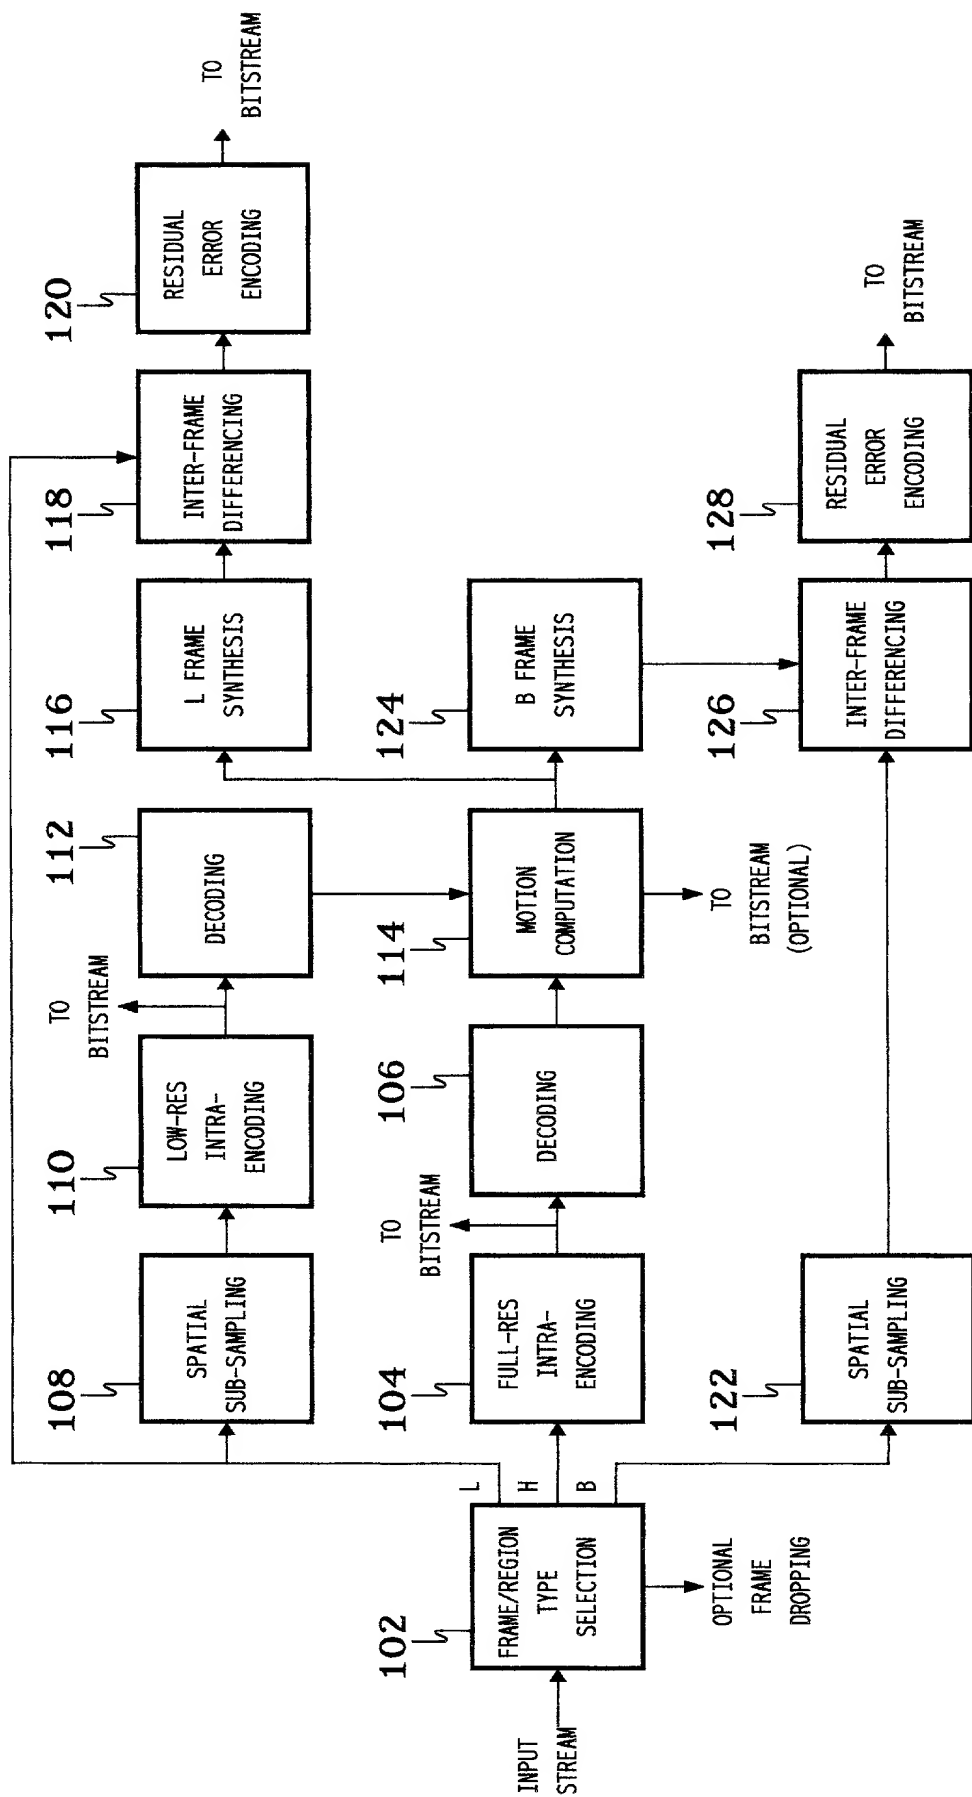 INPUT
STREAM
102
FRAME/REGION
TYPE
SELECTION
OPTIONAL
FRAME
DROPPING
L
H
B
108
SPATIAL
SUB-SAMPLING
110
LOW-RES
INTRA-
ENCODING
TO
BITSTREAM
112
DECODING
116
L FRAME
SYNTHESIS
118
INTER-FRAME
DIFFERENCING
120
RESIDUAL
ERROR
ENCODING
TO
BITSTREAM
104
FULL-RES
INTRA-
ENCODING
TO
BITSTREAM
106
DECODING
114
MOTION
COMPUTATION
TO
BITSTREAM
(OPTIONAL)
124
B FRAME
SYNTHESIS
122
SPATIAL
SUB-SAMPLING
126
INTER-FRAME
DIFFERENCING
128
RESIDUAL
ERROR
ENCODING
TO
BITSTREAM